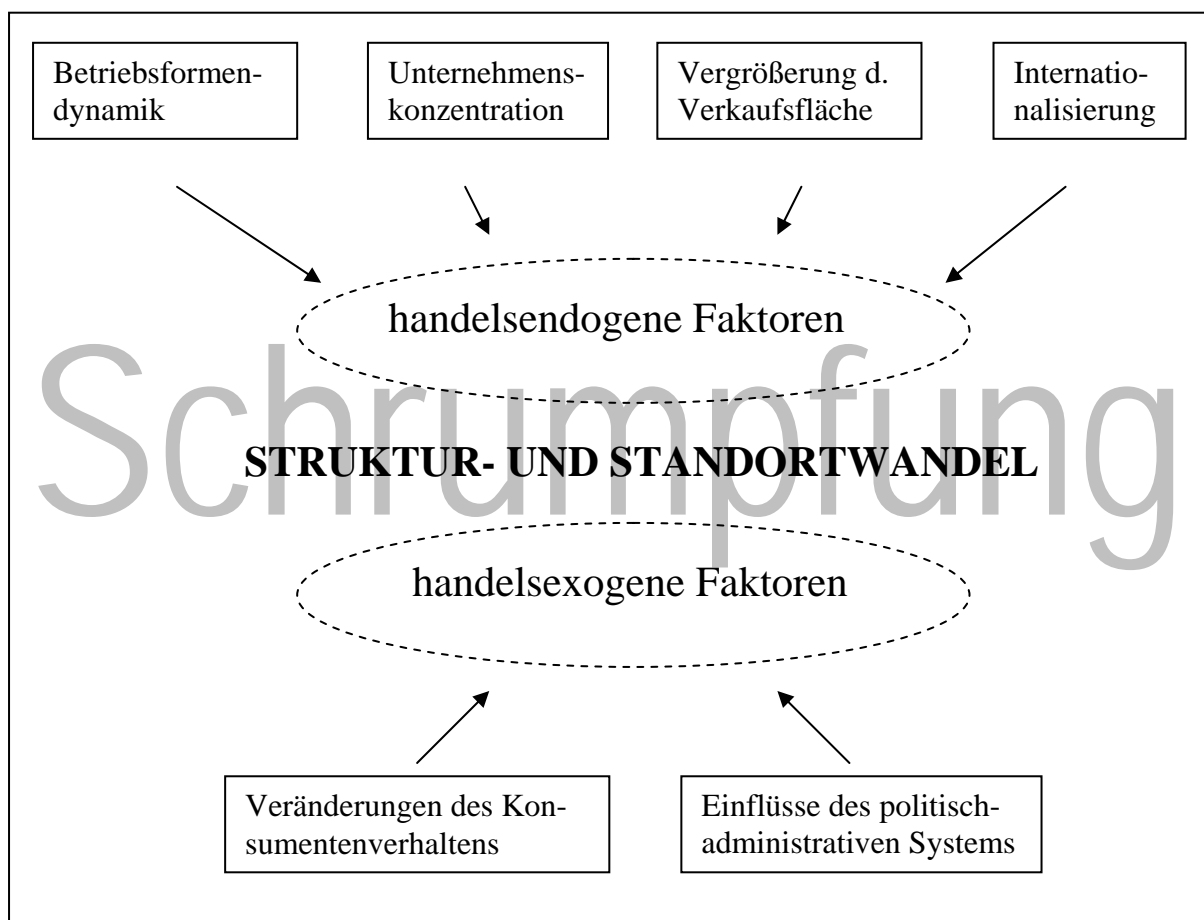 Betriebsformen-
dynamik
Unternehmens-
konzentration
Vergrößerung d.
Verkaufsfläche
Internatio-
nalisierung
handelsendogene Faktoren
Schrumpfung
STRUKTUR- UND STANDORTWANDEL
handelsexogene Faktoren
Veränderungen des Kon-
sumentenverhaltens
Einflüsse des politisch-
administrativen Systems